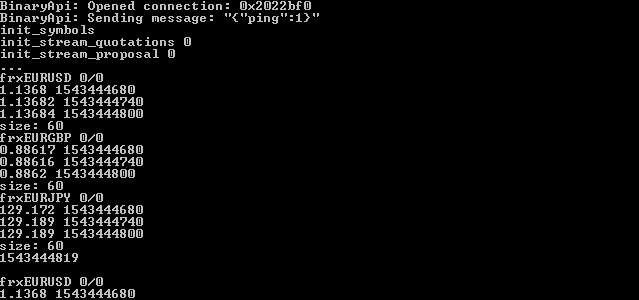 BinaryApi: Opened connection: 0x2022bf0
BinaryApi: Sending message: "{"ping":1}"
init_symbols
init_stream_quotations 0
init_stream_proposal 0
...
frxEURUSD 0/0
1.1368 1543444680
1.13682 1543444740
1.13684 1543444800
size: 60
frxEURGBP 0/0
0.88617 1543444680
0.88616 1543444740
0.8862 1543444800
size: 60
frxEURJPY 0/0
129.172 1543444680
129.189 1543444740
129.189 1543444800
size: 60
1543444819
frxEURUSD 0/0
1.1368 1543444680